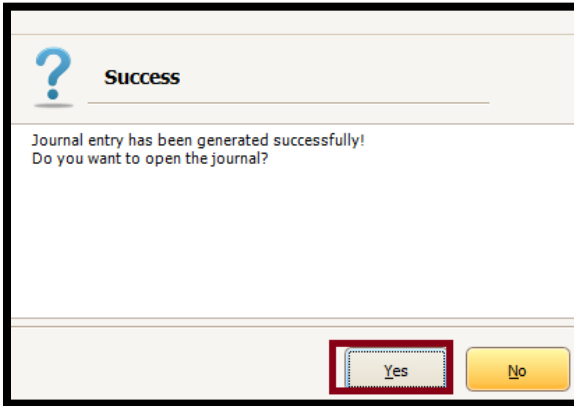 Success
Journal entry has been generated successfully!
Do you want to open the journal?
Yes
No